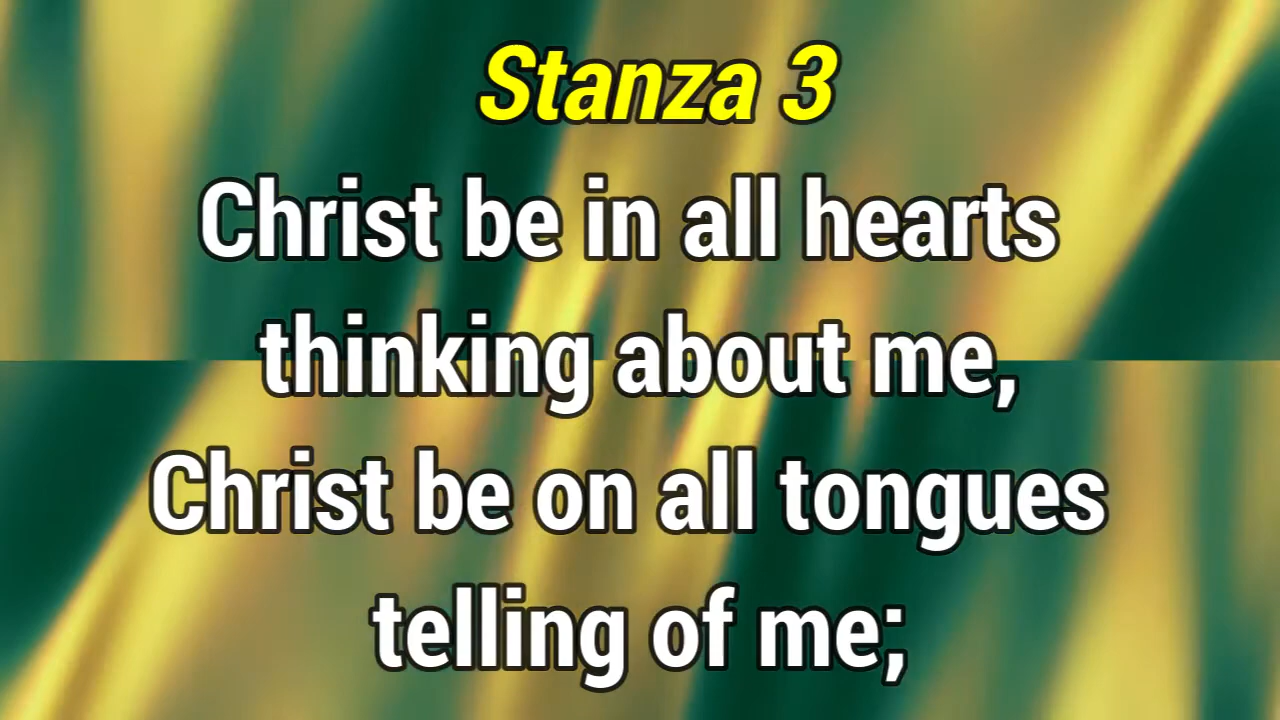 Stanza 3
Christ be in all hearts
thinking about me,
Christ be on all tongues
telling of me;